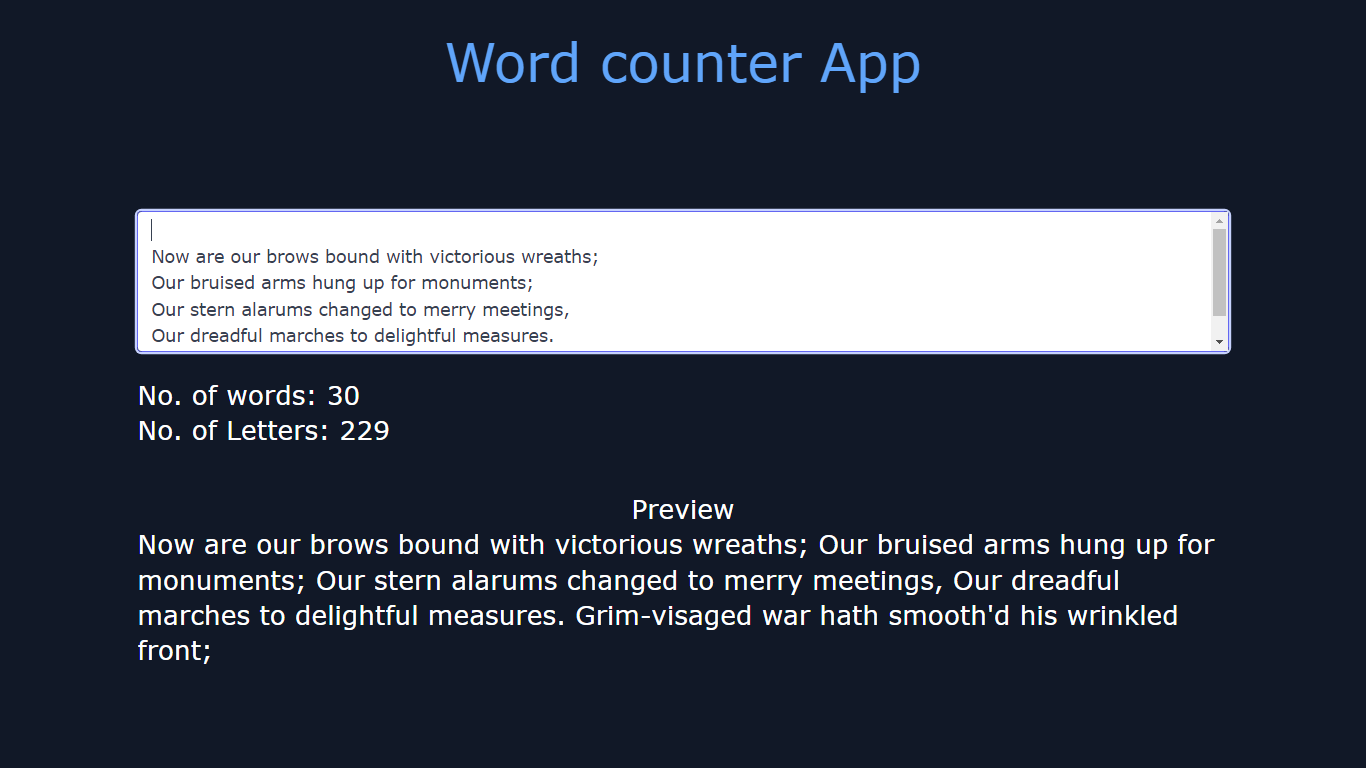 Word counter App
Now are our brows bound with victorious wreaths;
Our bruised arms hung up for monuments;
Our stern alarums changed to merry meetings,
Our dreadful marches to delightful measures.
No. of words: 30
No. of Letters: 229
Preview
Now are our brows bound with victorious wreaths; Our bruised arms hung up for
monuments; Our stern alarums changed to merry meetings, Our dreadful
marches to delightful measures. Grim-visaged war hath smooth'd his wrinkled
front;